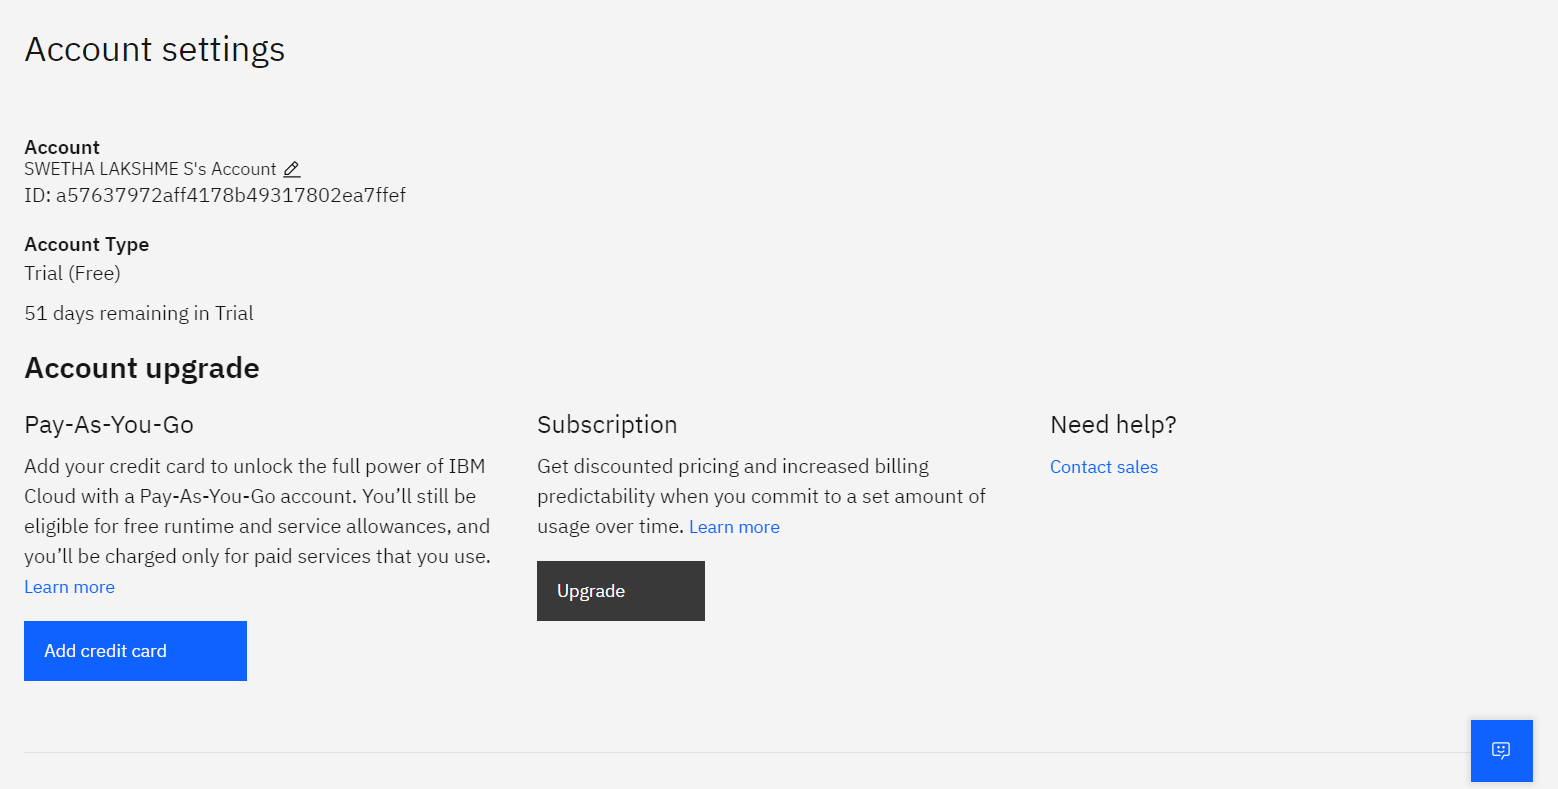 Account settings
Account
SWETHA LAKSHME S's Account
ID: a57637972aff4178b49317802ea7ffef
Account Type
Trial (Free)
51 days remaining in Trial
Account upgrade
Pay-As-You-Go
Add your credit card to unlock the full power of IBM
Cloud with a Pay-As-You-Go account. You’ll still be
eligible for free runtime and service allowances, and
you’ll be charged only for paid services that you use.
Learn more
Add credit card
Subscription
Get discounted pricing and increased billing
predictability when you commit to a set amount of
usage over time. Learn more
Upgrade
Need help?
Contact sales